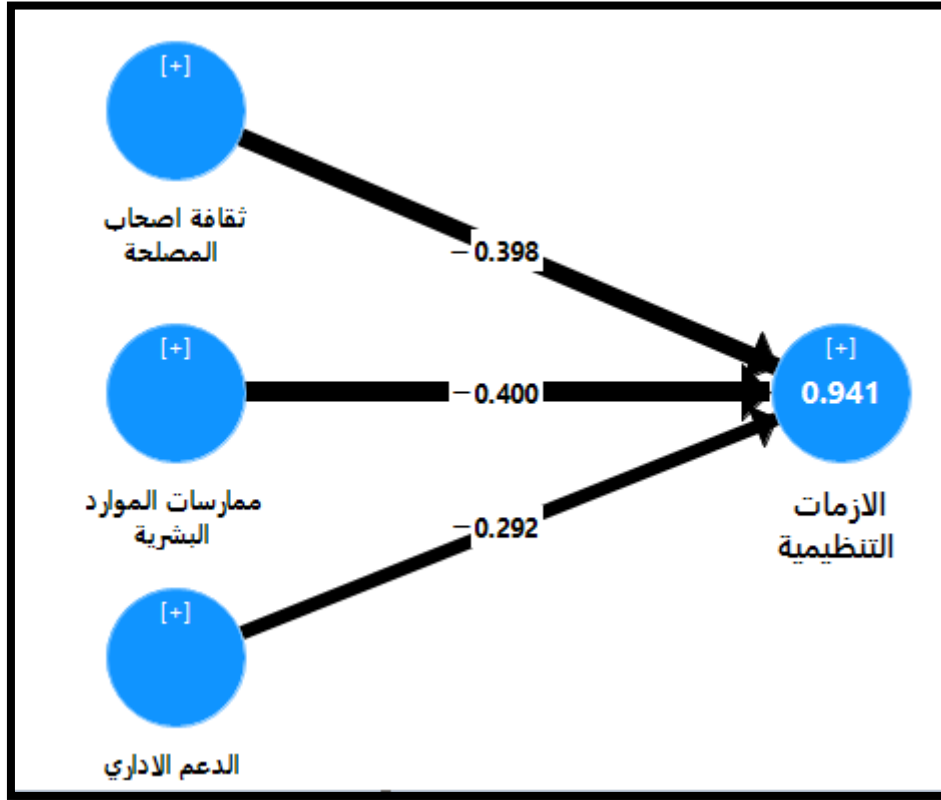 [+]
ثقافة اصحاب
المصلحة
– 0.398
[+]
ممارسات الموارد
البشرية
– 0.400
[+]
0.941
الازمات
التنظيمية
– 0.292
[+]
الدعم الاداري